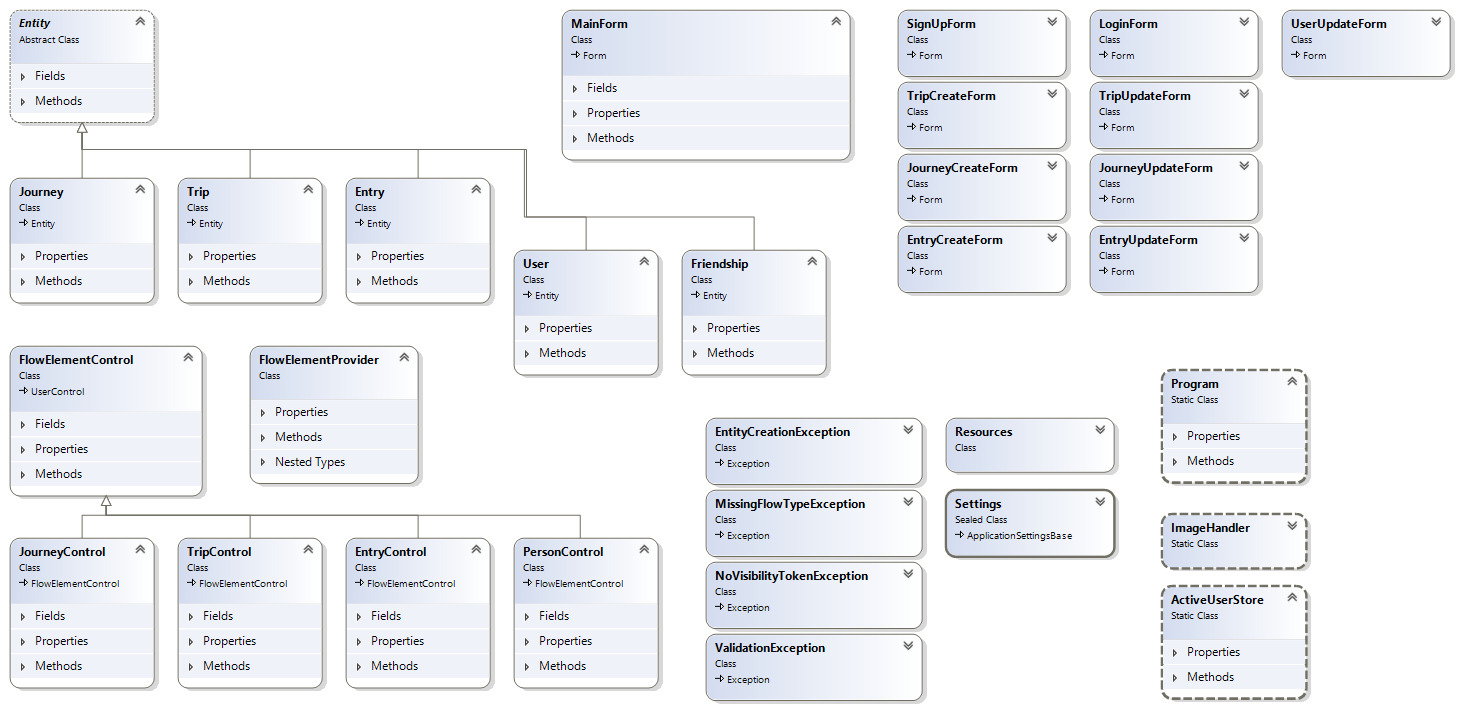 Entity
Abstract Class
Fields
Methods
MainForm
Class
Form
Fields
Properties
Methods
SignUpForm
Class
Form
LoginForm
Class
Form
UserUpdateForm
Class
Form
TripCreateForm
Class
Form
TripUpdateForm
Class
Form
JourneyCreateForm
Class
Form
JourneyUpdateForm
Class
Form
EntryCreateForm
Class
Form
EntryUpdateForm
Class
Form
Journey
Class
Entity
Properties
Methods
Trip
Class
Entity
Properties
Methods
Entry
Class
Entity
Properties
Methods
User
Class
Entity
Properties
Methods
Friendship
Class
Entity
Properties
Methods
FlowElementControl
Class
UserControl
Fields
Properties
Methods
FlowElementProvider
Class
Properties
Methods
Nested Types
JourneyControl
Class
FlowElementControl
Fields
Properties
Methods
TripControl
Class
FlowElementControl
Fields
Properties
Methods
EntryControl
Class
FlowElementControl
Fields
Properties
Methods
PersonControl
Class
FlowElementControl
Fields
Properties
Methods
EntityCreationException
Class
Exception
MissingFlowTypeException
Class
Exception
NoVisibilityTokenException
Class
Exception
ValidationException
Class
Exception
Resources
Class
Settings
Sealed Class
ApplicationSettingsBase
Program
Static Class
Properties
Methods
ImageHandler
Static Class
ActiveUserStore
Static Class
Properties
Methods